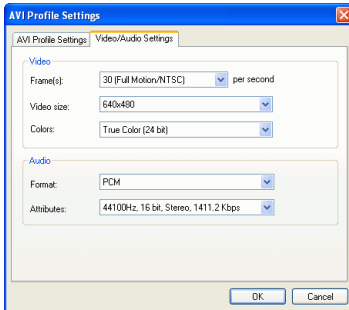 AVI Profile Settings
AVI Profile Settings Video/Audio Settings
Video
Frame(s): 30 (Full Motion/NTSC) per second
Video size: 640x480
Colors: True Color (24 bit)
Audio
Format: PCM
Attributes: 44100Hz, 16 bit, Stereo, 1411.2 Kbps
OK Cancel